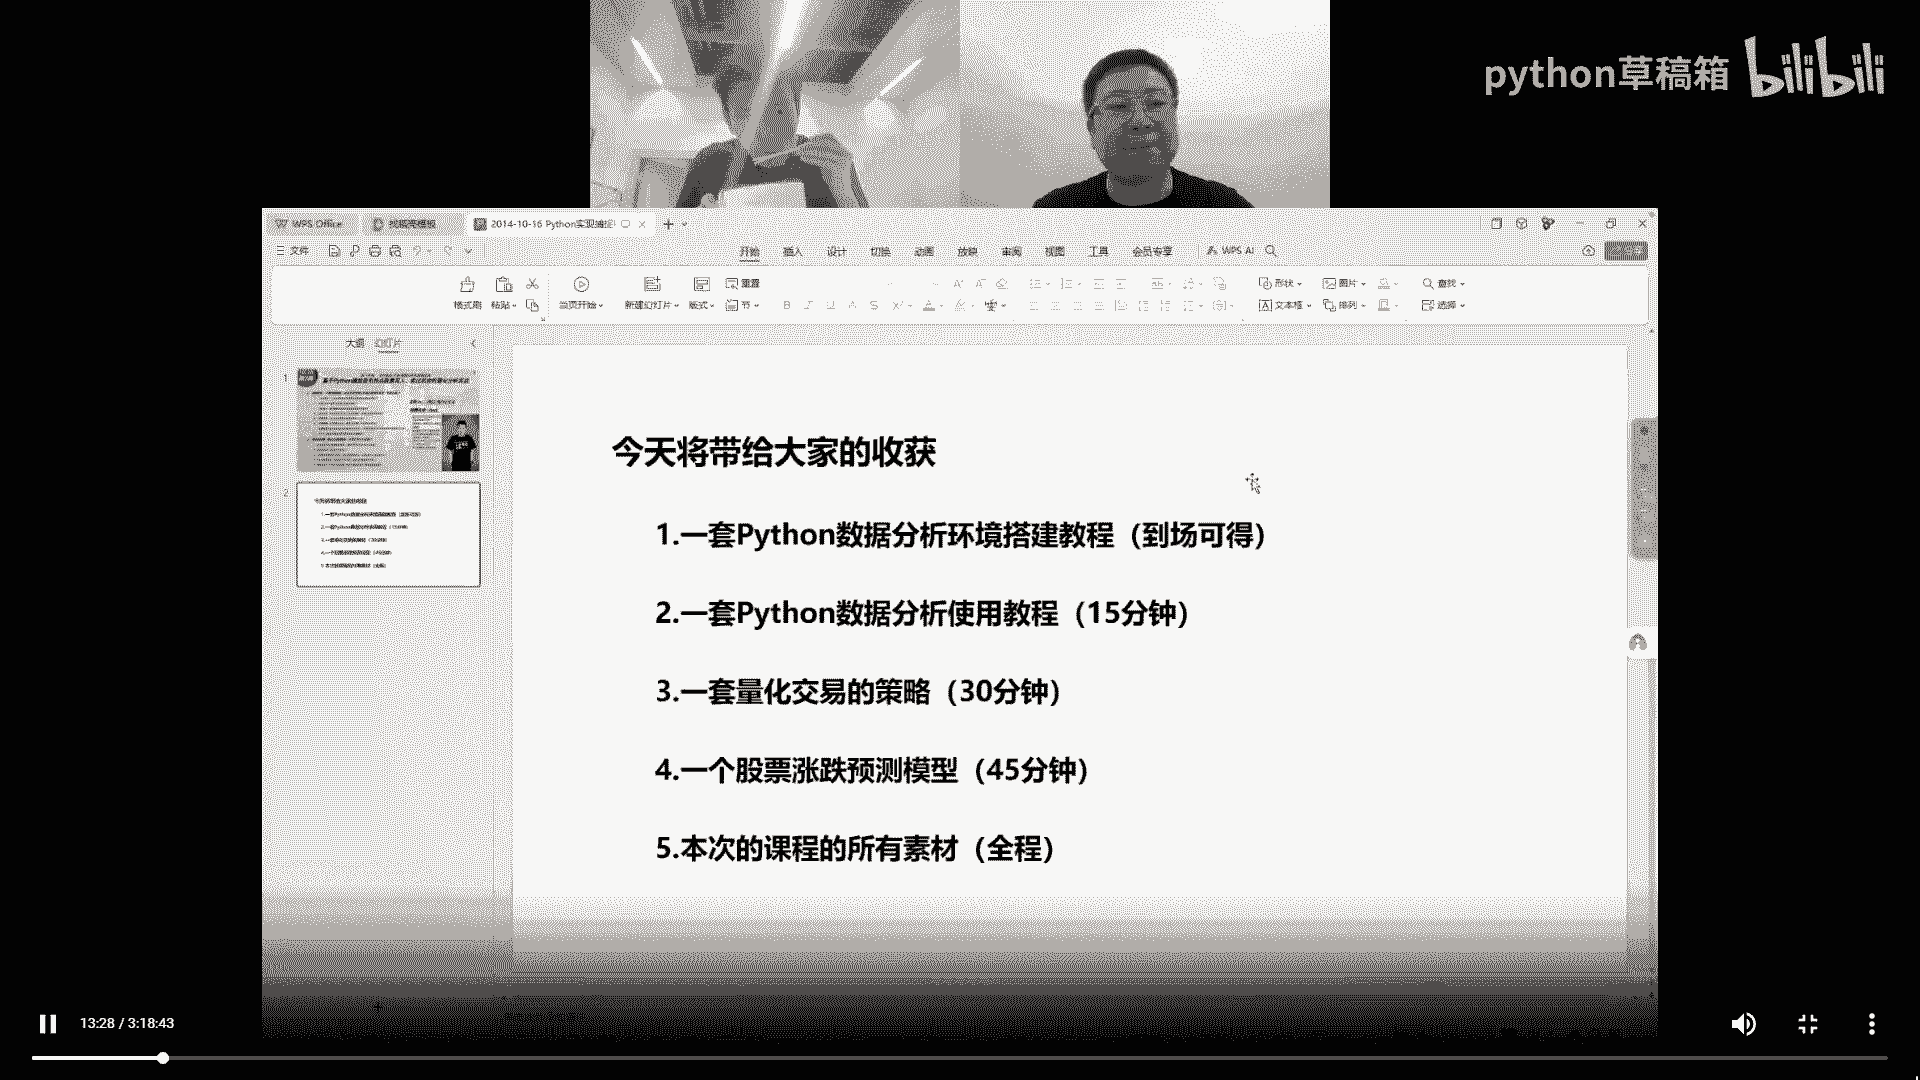 python草稿箱 bilibili
WPS Office
找稻壳模板
2014-10-16 Python实现捕捉
文件
开始 插入 设计 切换 动画 放映 审阅 视图 工具 会员专享 WPS AI
格式刷 粘贴 当页开始 新建幻灯片 版式 重置 节
B I U A S X²
形状 图片 查找
文本框 排列 选择
大纲 幻灯片
1
2
今天将带给大家的收获
1.一套Python数据分析环境搭建教程（到场可得）
2.一套Python数据分析使用教程（15分钟）
3.一套量化交易的策略（30分钟）
4.一个股票涨跌预测模型（45分钟）
5.本次的课程的所有素材（全程）
13:28 / 3:18:43